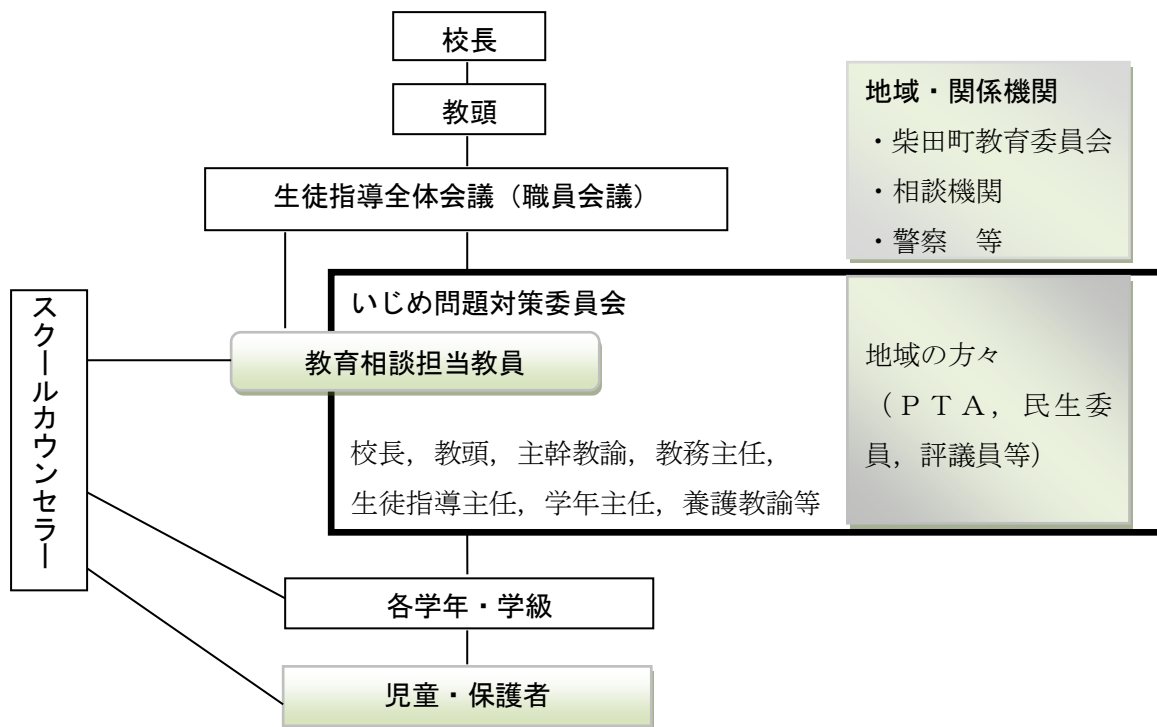 校長
教頭
生徒指導全体会議（職員会議）
地域・関係機関
・柴田町教育委員会
・相談機関
・警察　等
スクールカウンセラー
いじめ問題対策委員会
教育相談担当教員
校長，教頭，主幹教諭，教務主任，
生徒指導主任，学年主任，養護教諭等
地域の方々
（ＰＴＡ，民生委
員，評議員等）
各学年・学級
児童・保護者